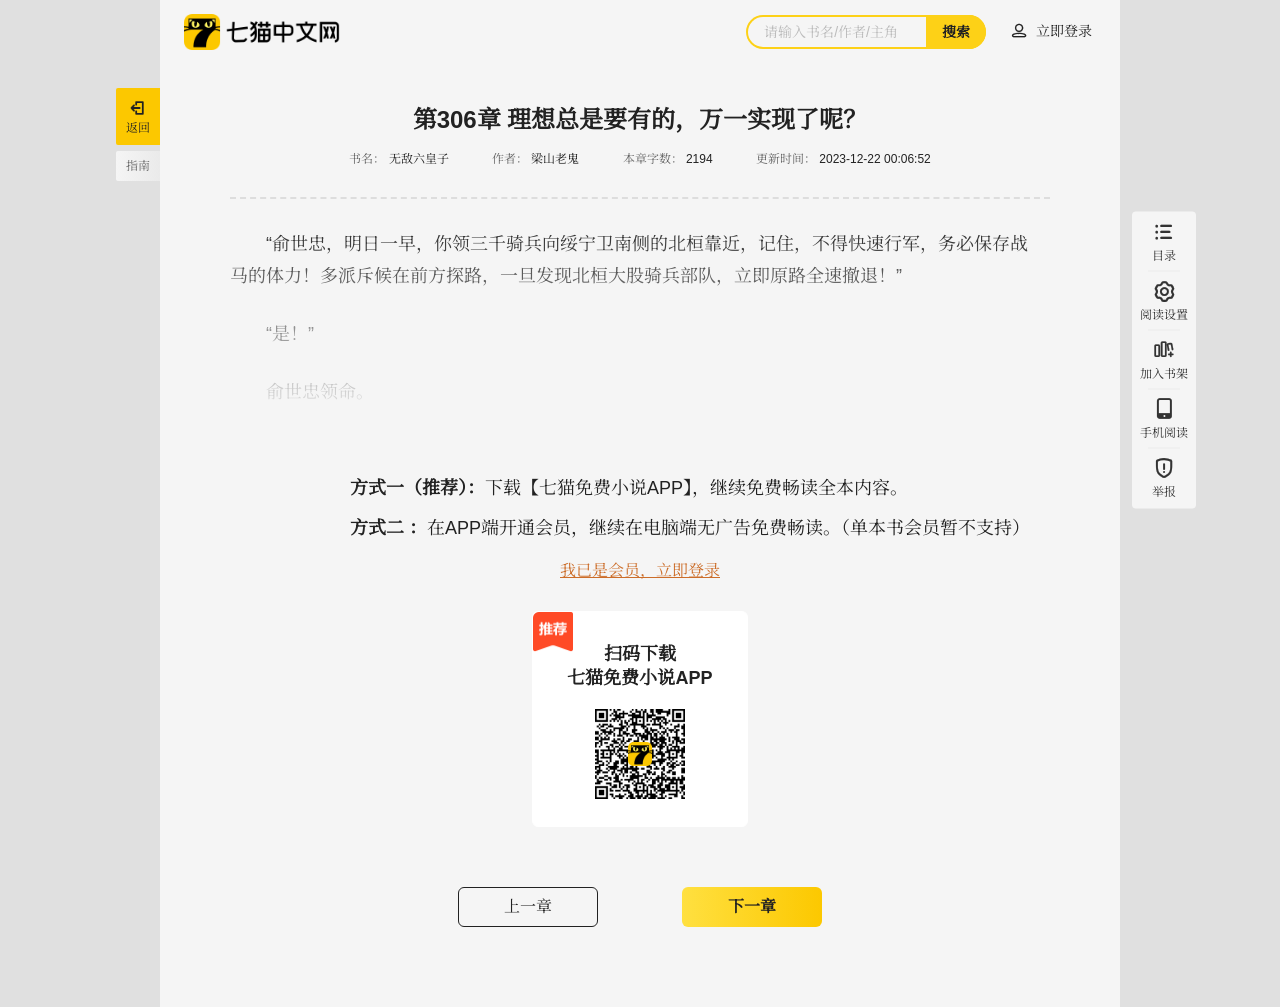 七猫中文网
请输入书名/作者/主角
搜索
立即登录
返回
指南
第306章 理想总是要有的，万一实现了呢？
书名： 无敌六皇子 作者： 梁山老鬼 本章字数： 2194 更新时间： 2023-12-22 00:06:52
“俞世忠，明日一早，你领三千骑兵向绥宁卫南侧的北桓靠近，记住，不得快速行军，务必保存战
马的体力！多派斥候在前方探路，一旦发现北桓大股骑兵部队，立即原路全速撤退！”
“是！”
俞世忠领命。
目录
阅读设置
加入书架
手机阅读
举报
方式一（推荐）：下载【七猫免费小说APP】，继续免费畅读全本内容。
方式二 ：在APP端开通会员，继续在电脑端无广告免费畅读。（单本书会员暂不支持）
我已是会员，立即登录
推荐
扫码下载
七猫免费小说APP
上一章
下一章